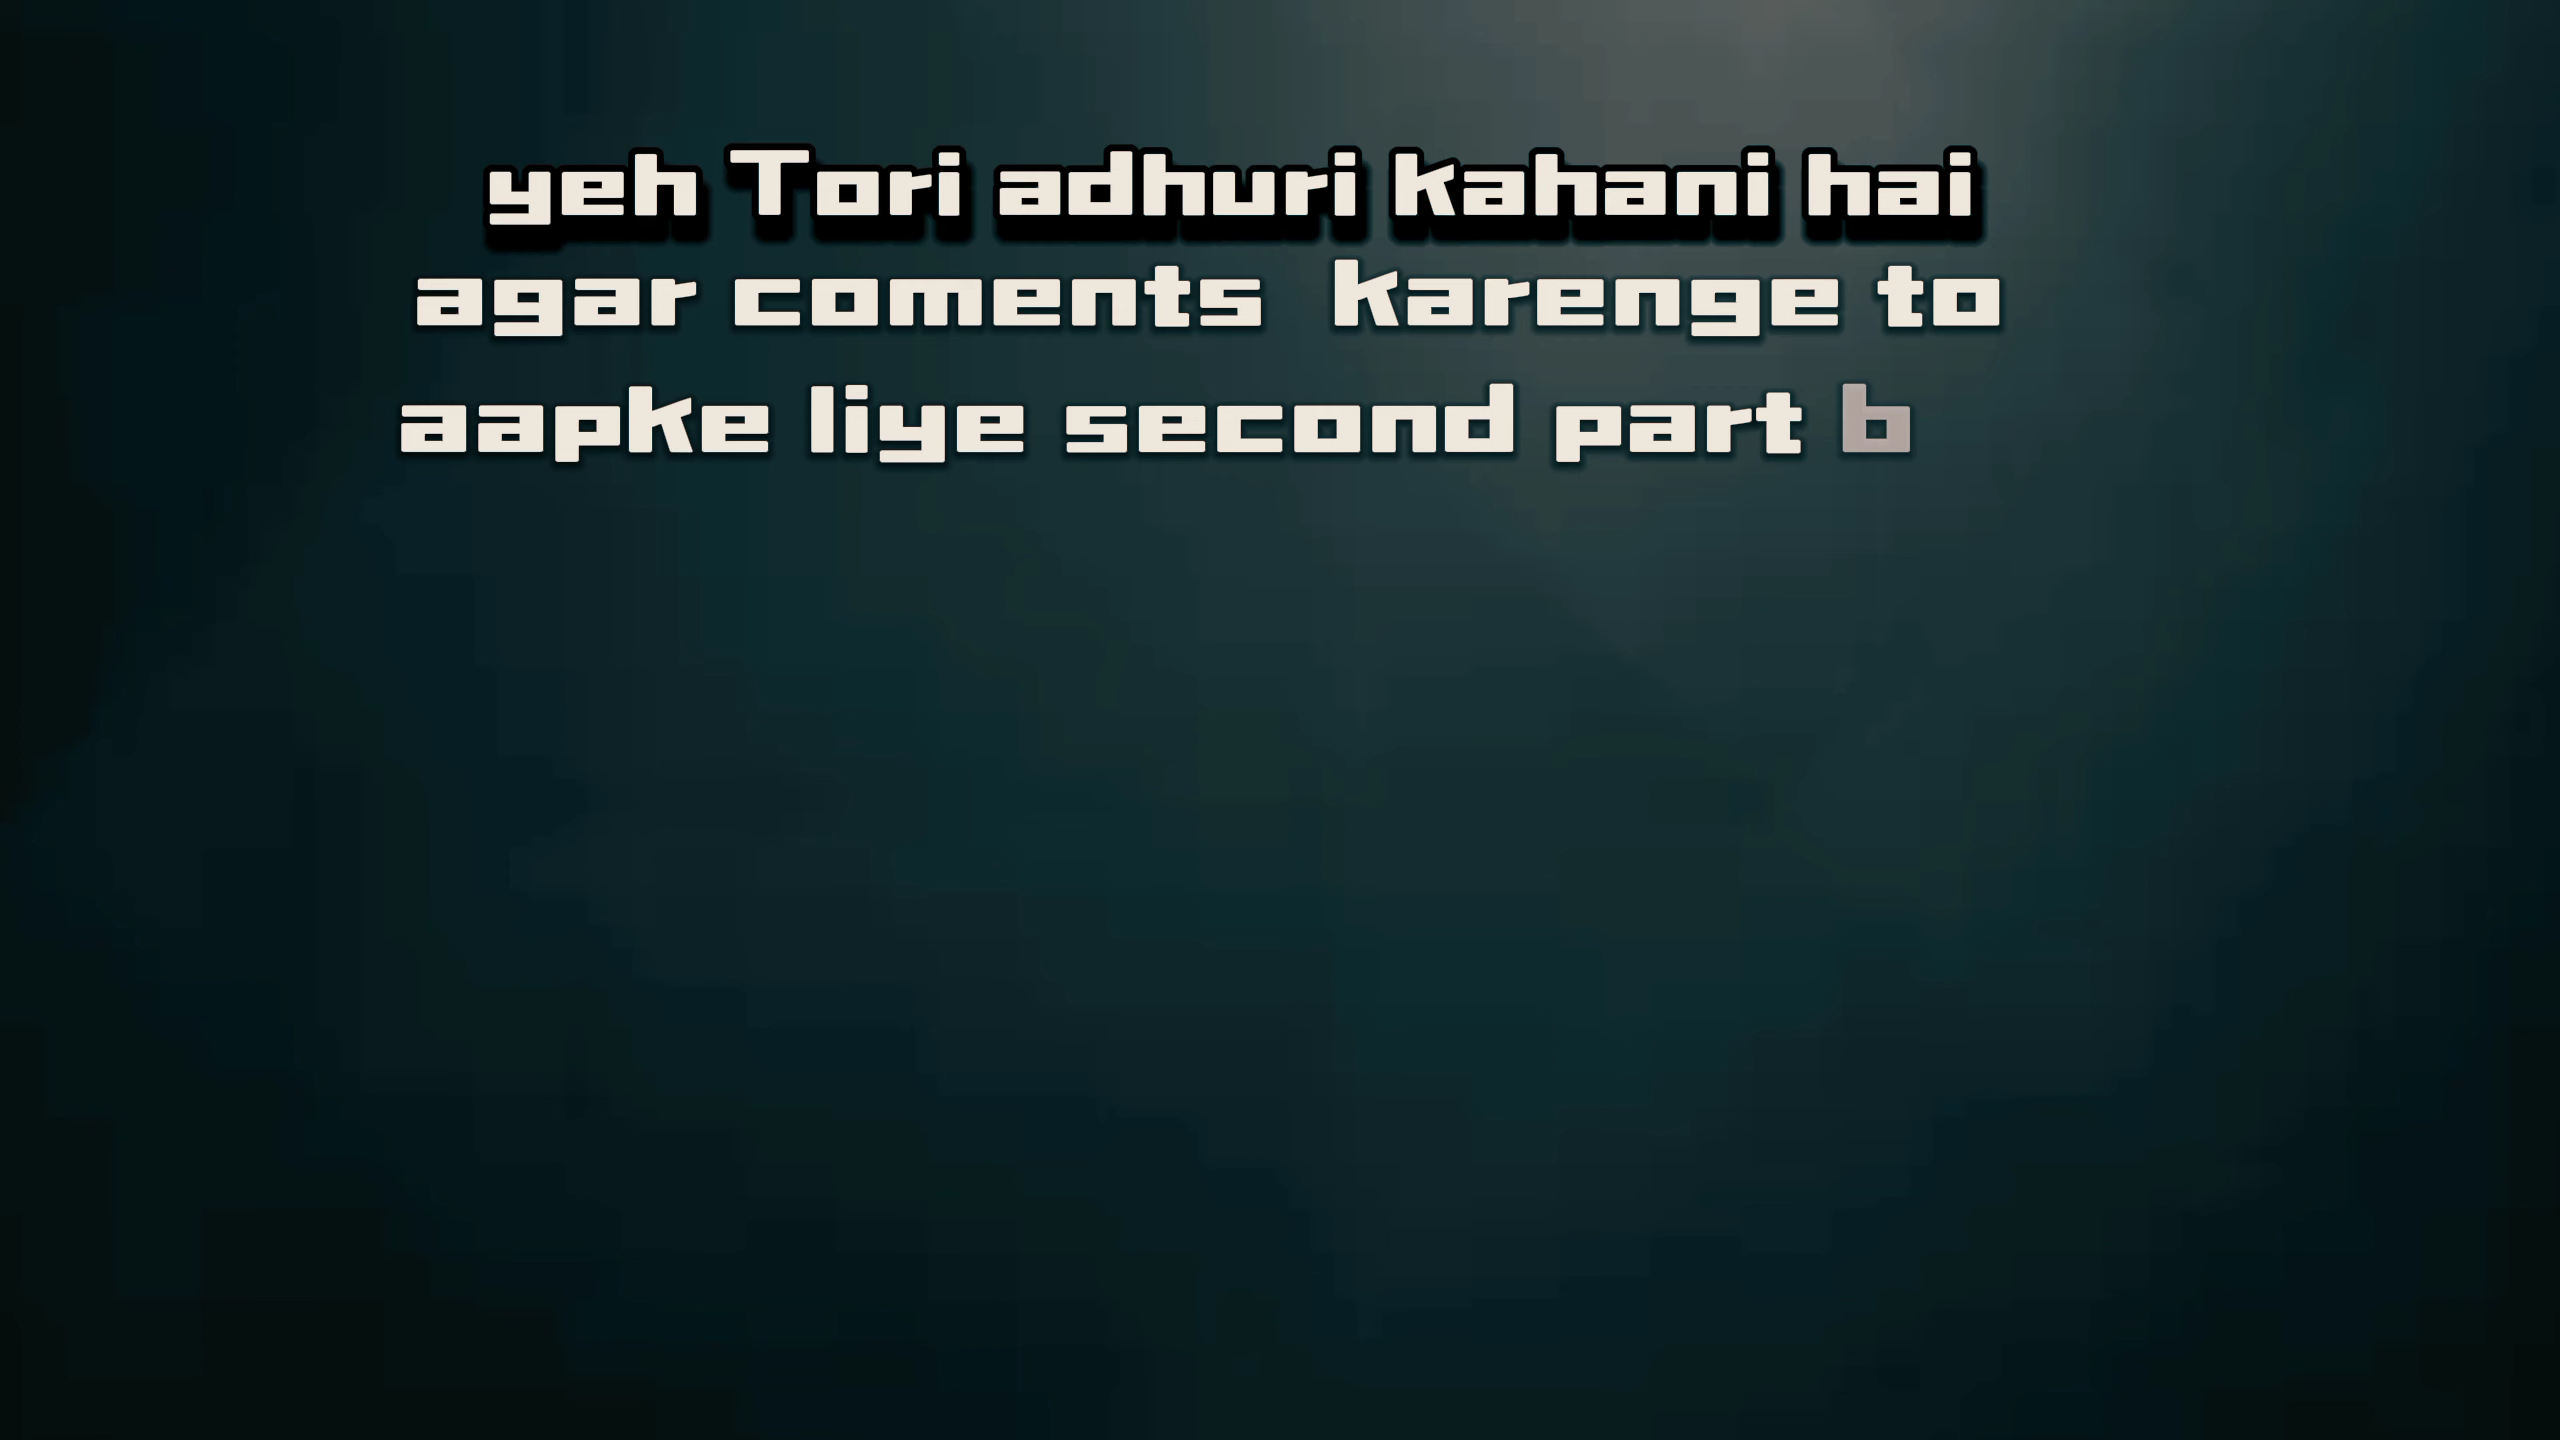 yeh Tori adhuri kahani hai
agar coments karenge to
aapke liye second part b